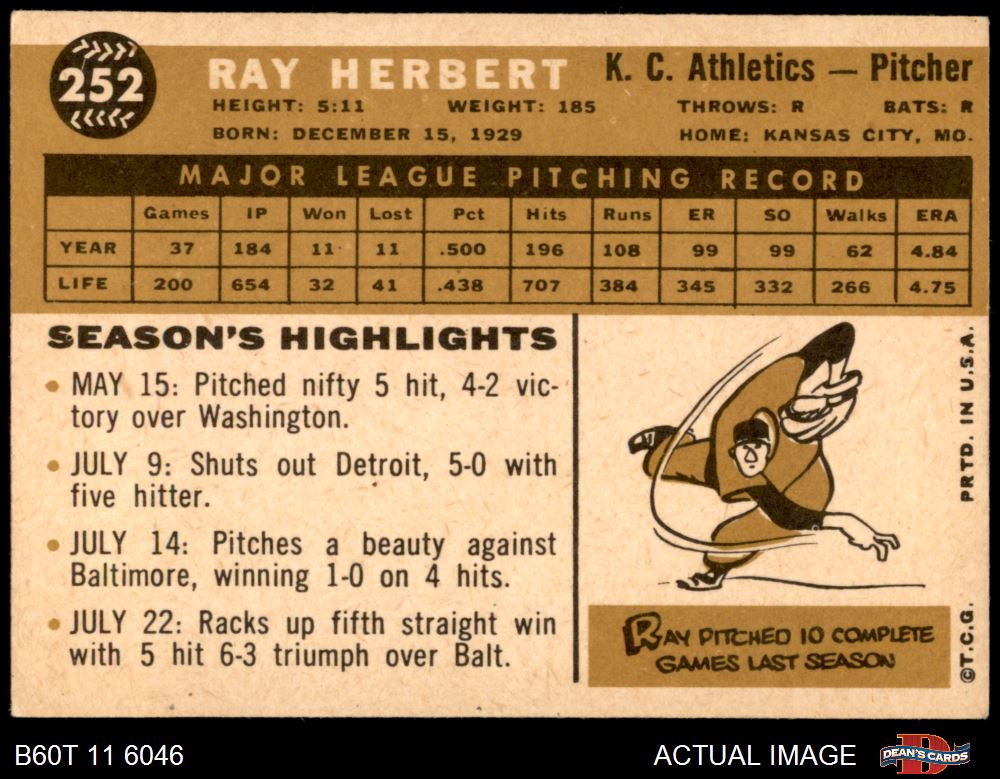 252
RAY HERBERT
K. C. Athletics — Pitcher
HEIGHT: 5:11 WEIGHT: 185 THROWS: R BATS: R
BORN: DECEMBER 15, 1929 HOME: KANSAS CITY, MO.
MAJOR LEAGUE PITCHING RECORD
Games IP Won Lost Pct Hits Runs ER SO Walks ERA
YEAR 37 184 11 11 .500 196 108 99 99 62 4.84
LIFE 200 654 32 41 .438 707 384 345 332 266 4.75
SEASON'S HIGHLIGHTS
• MAY 15: Pitched nifty 5 hit, 4-2 vic-
tory over Washington.
• JULY 9: Shuts out Detroit, 5-0 with
five hitter.
• JULY 14: Pitches a beauty against
Baltimore, winning 1-0 on 4 hits.
• JULY 22: Racks up fifth straight win
with 5 hit 6-3 triumph over Balt.
RAY PITCHED 10 COMPLETE
GAMES LAST SEASON
©T.C.G. PRTD. IN U.S.A.
B60T 11 6046
ACTUAL IMAGE
D
DEAN'S CARDS